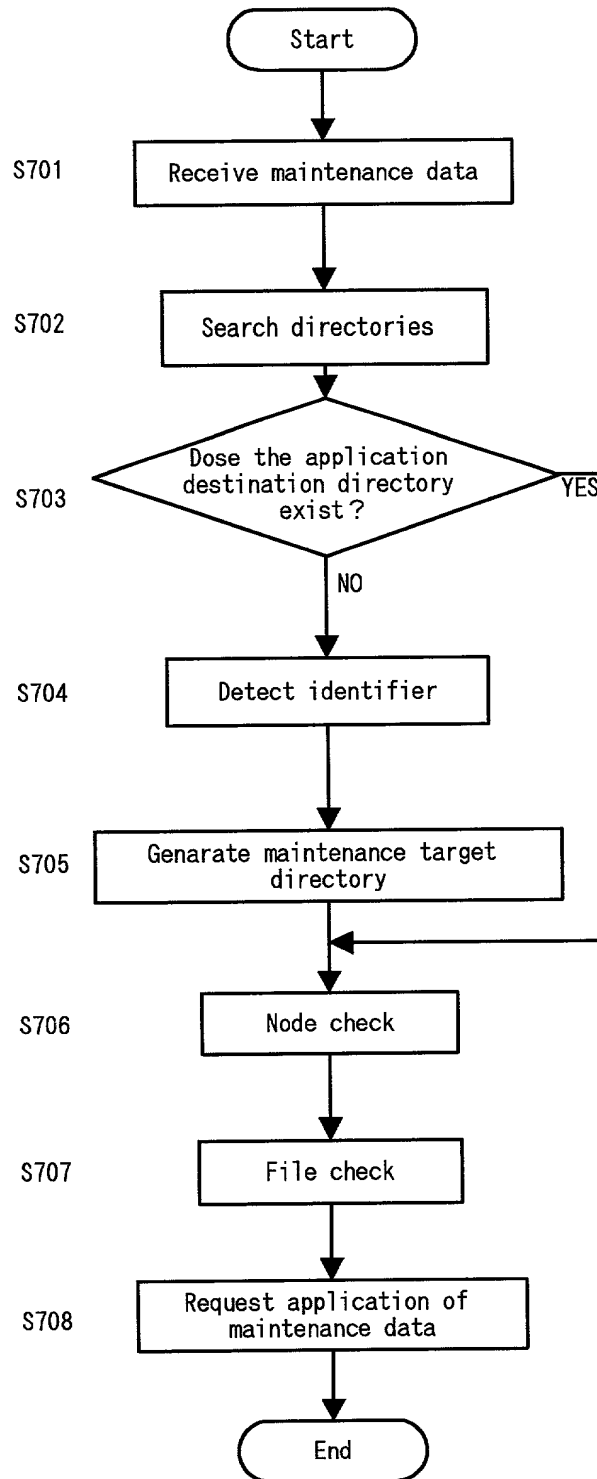 Start
S701
Receive maintenance data
S702
Search directories
S703
Dose the application
destination directory
exist?
YES
NO
S704
Detect identifier
S705
Genarate maintenance target
directory
S706
Node check
S707
File check
S708
Request application of
maintenance data
End